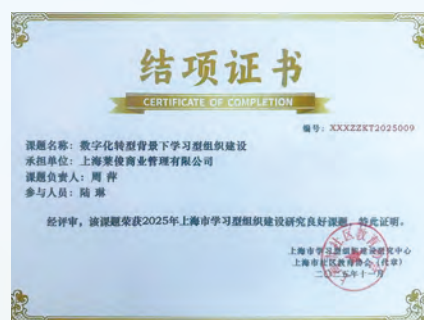 结项证书
CERTIFICATE OF COMPLETION
编号：XXXZZKT2025009
课题名称：数字化转型背景下学习型组织建设
承担单位：上海莱俊商业管理有限公司
课题负责人：周 萍
参与人员：陆 琳
经评审，该课题荣获2025年上海市学习型组织建设研究良好课题，特此证明。
上海市学习型组织建设研究中心
上海市社区教育协会（代章）
二〇二五年十一月